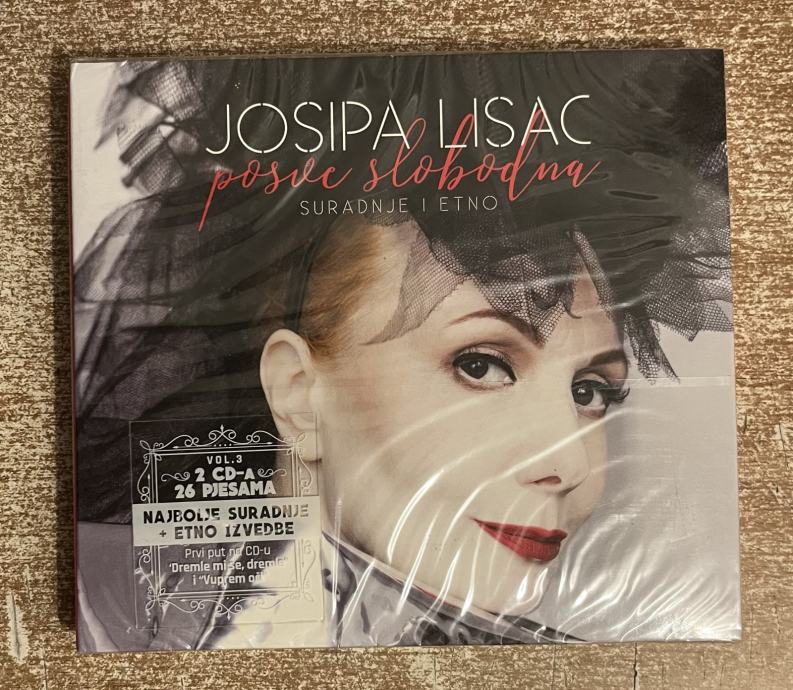 JOSIPA LISAC
posve slobodna
SURADNJE I ETNO
VOL.3
2 CD-A
26 PJESAMA
NAJBOLJE SURADNJE
+ ETNO IZVEDBE
Prvi put na CD-u
"Dremle mi se, dremle"
i "Vuprem oči"